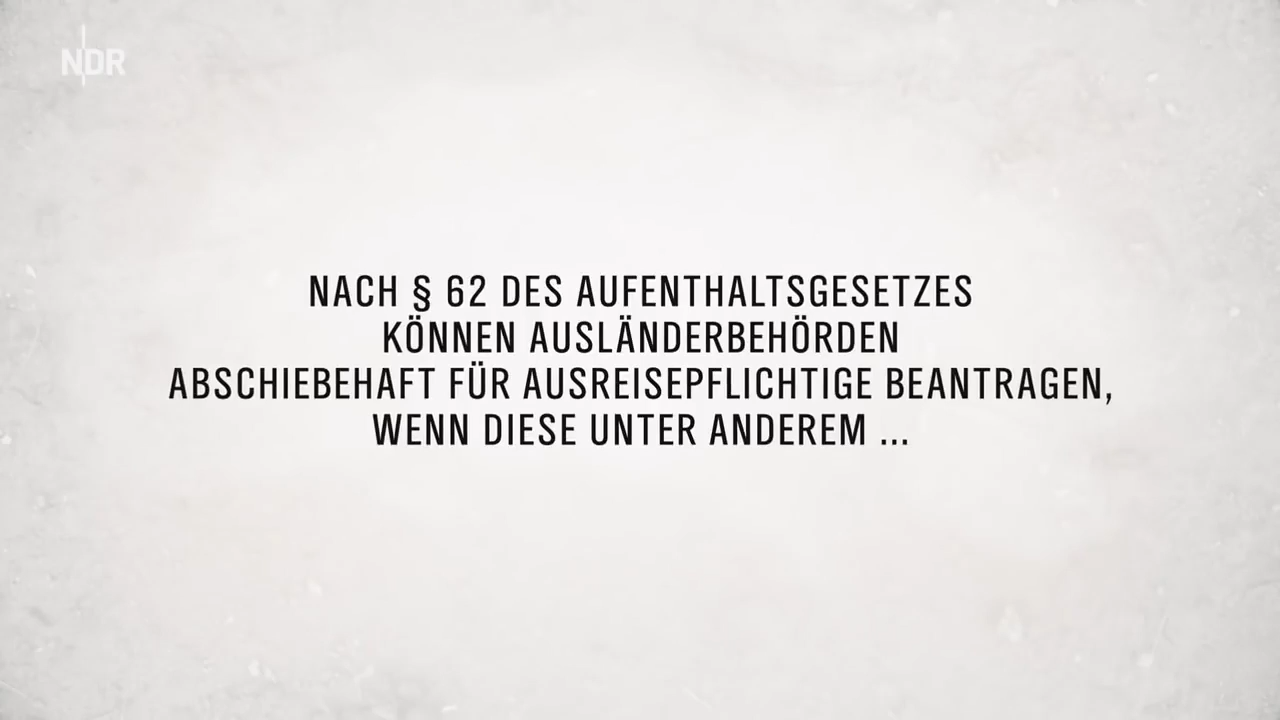 NDR
NACH § 62 DES AUFENTHALTSGESETZES
KÖNNEN AUSLÄNDERBEHÖRDEN
ABSCHIEBEHAFT FÜR AUSREISEPFLICHTIGE BEANTRAGEN,
WENN DIESE UNTER ANDEREM ...